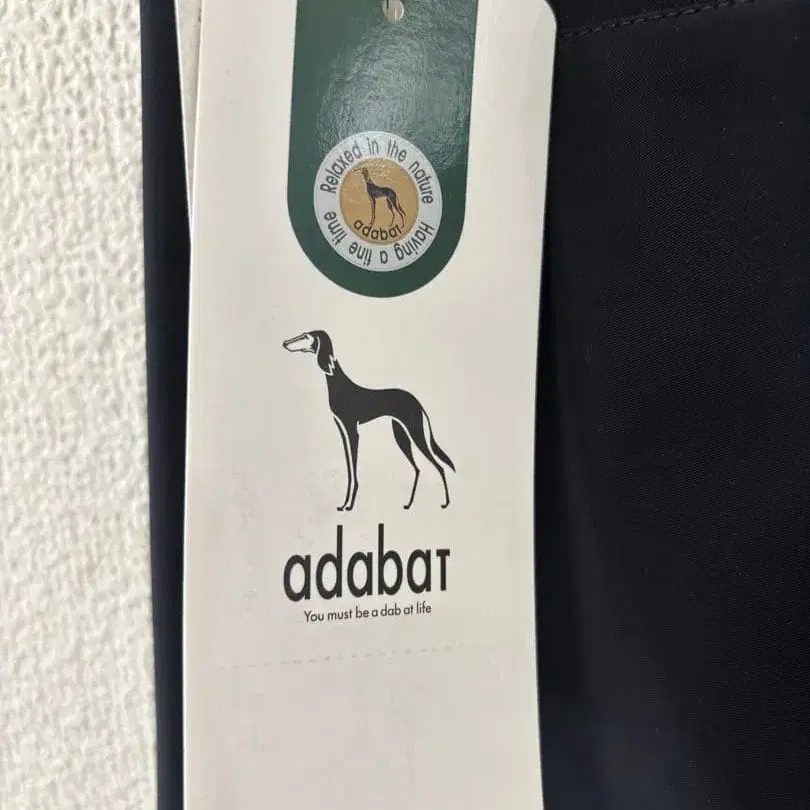 Relaxed in the nature
Having a fine time
adabaT
adabaT
You must be a dab at life